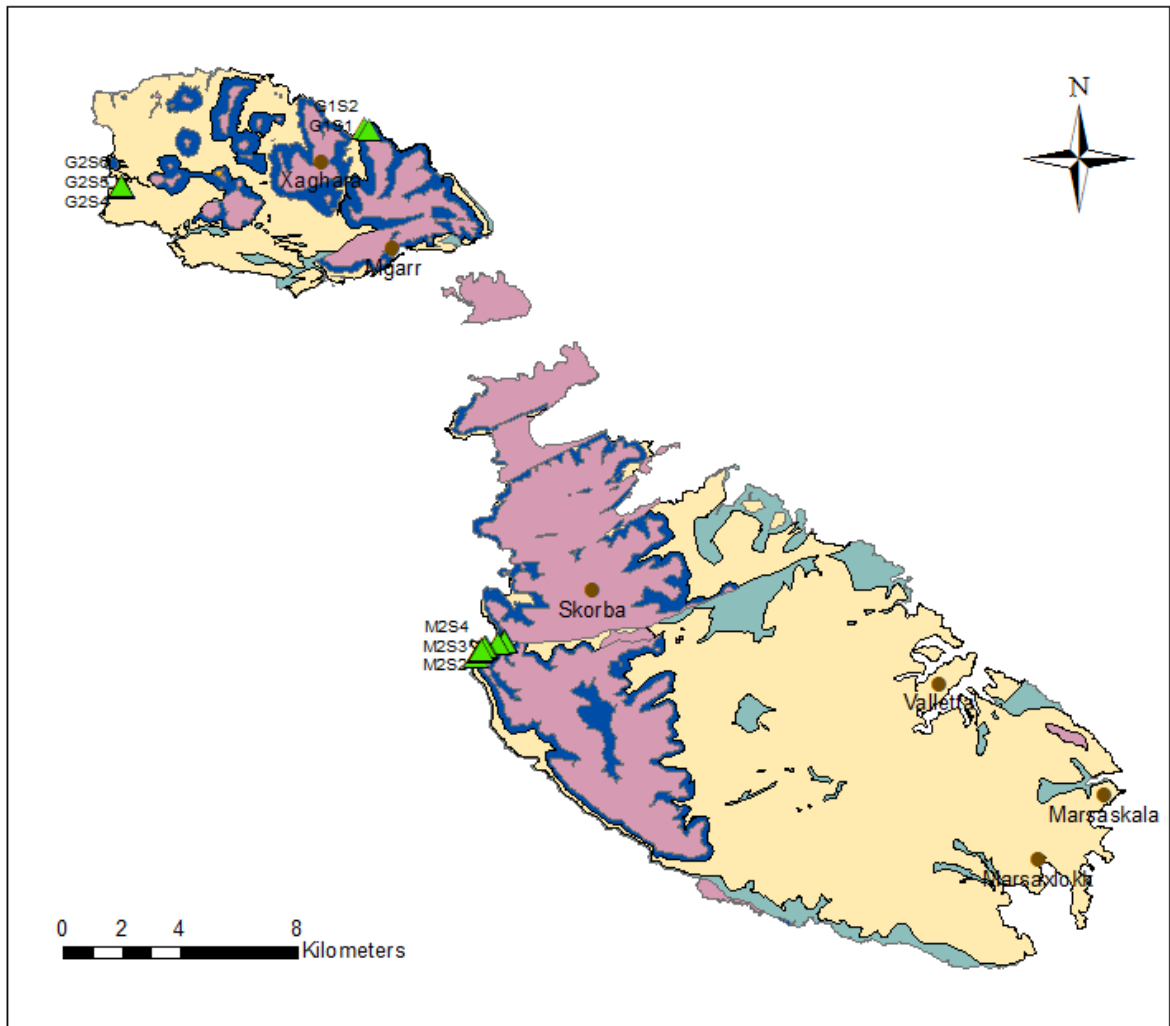 N
G1S2
G1S1
G2S6
G2S5
G2S4
Xaghara
Mgarr
Skorba
M2S4
M2S3
M2S2
Valletta
Marsaskala
Marsaxlokk
0 2 4 8
Kilometers